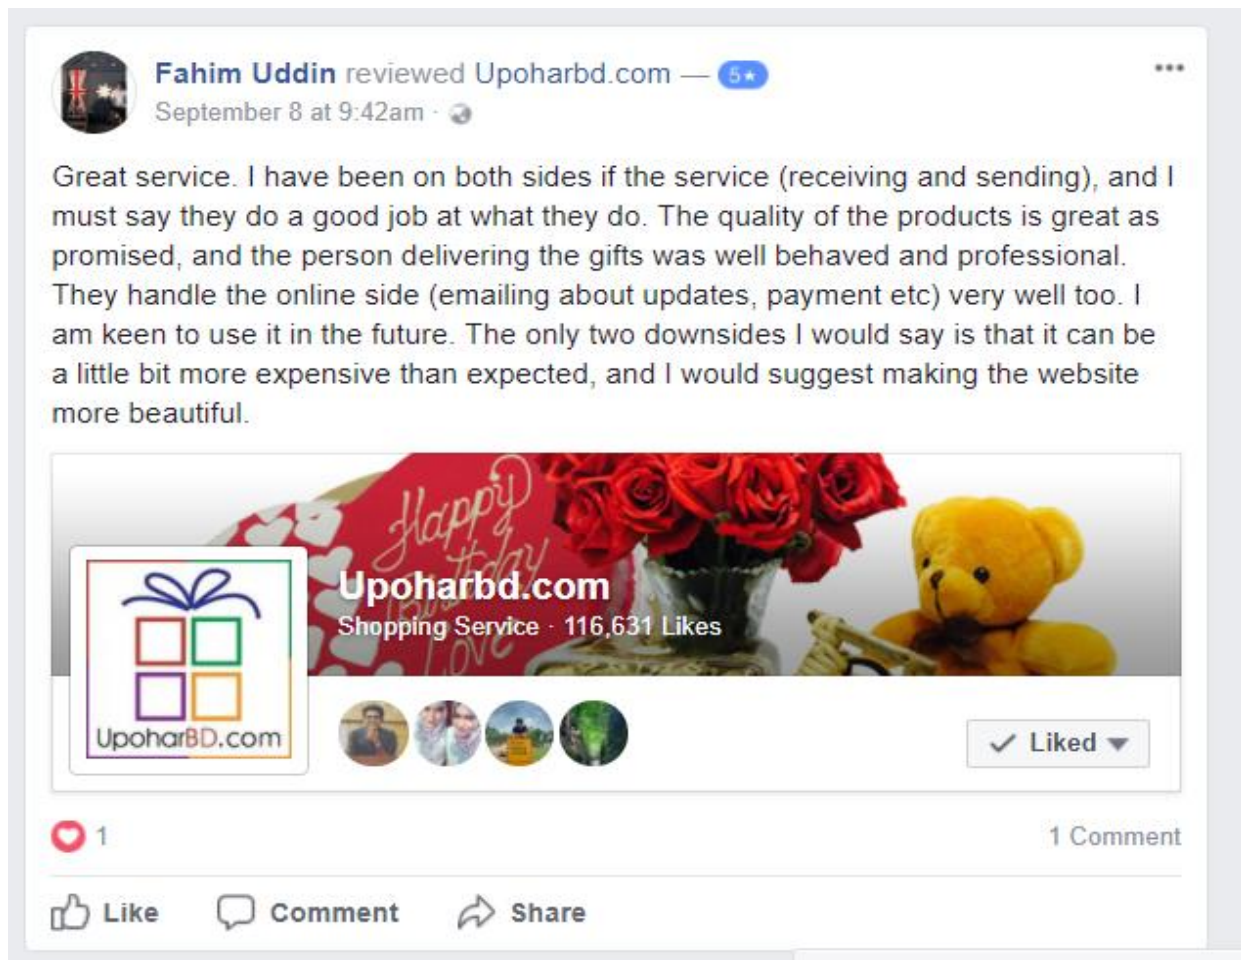 Fahim Uddin reviewed Upoharbd.com — 5★
September 8 at 9:42am ·
Great service. I have been on both sides if the service (receiving and sending), and I
must say they do a good job at what they do. The quality of the products is great as
promised, and the person delivering the gifts was well behaved and professional.
They handle the online side (emailing about updates, payment etc) very well too. I
am keen to use it in the future. The only two downsides I would say is that it can be
a little bit more expensive than expected, and I would suggest making the website
more beautiful.
Happy
Birthday
Love
Upoharbd.com
Shopping Service · 116,631 Likes
UpoharBD.com
Liked
1
1 Comment
Like Comment Share